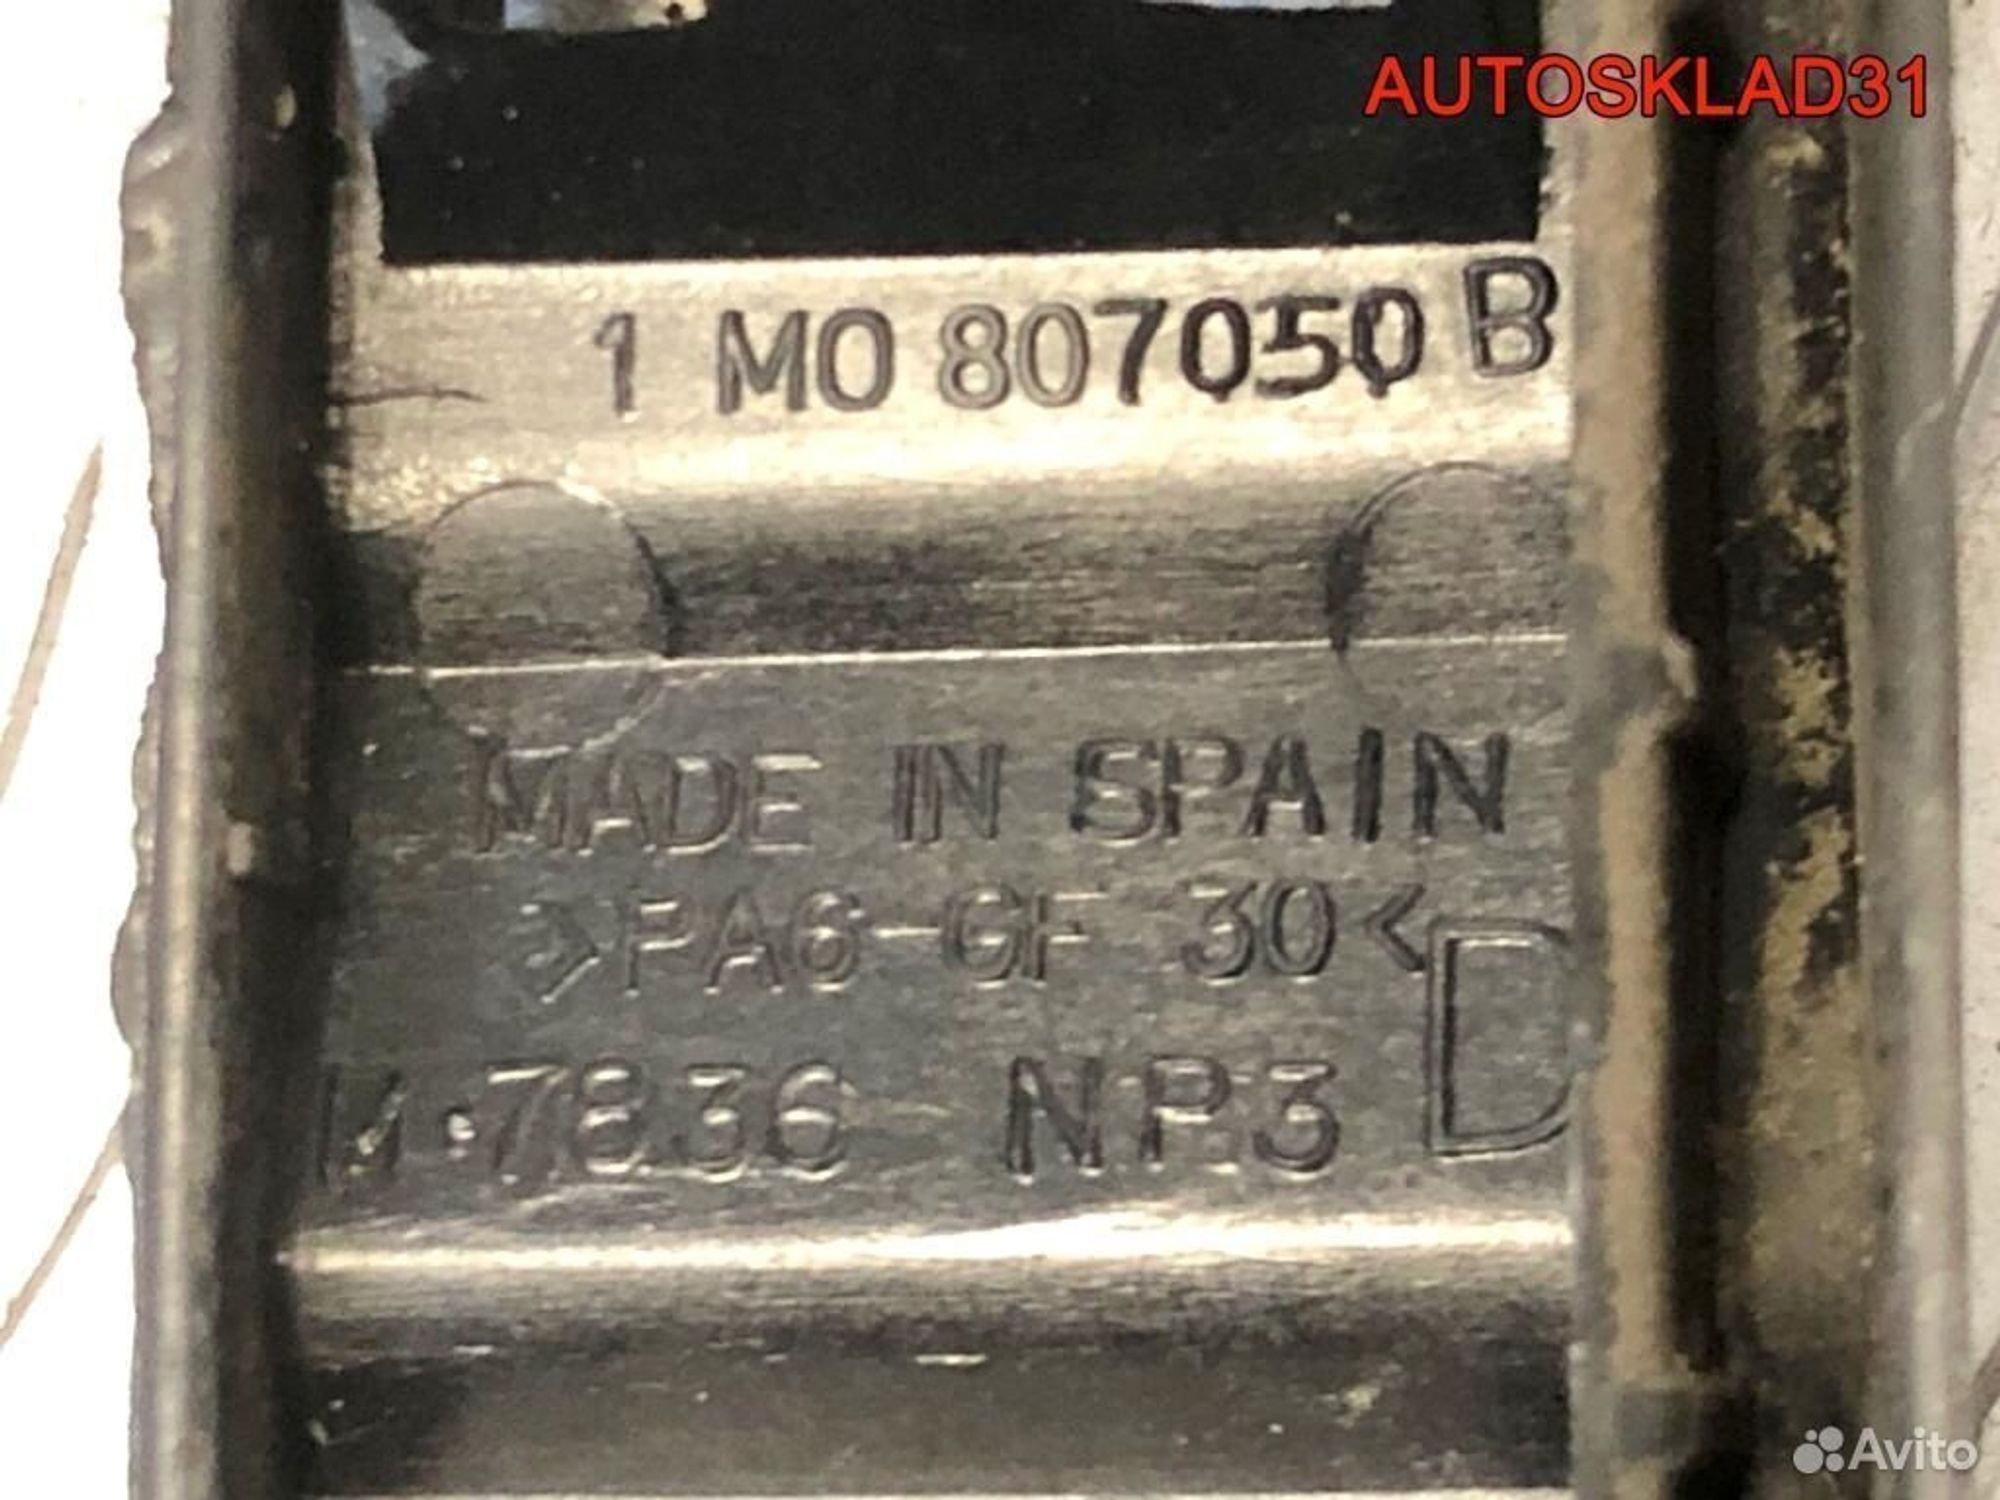 AUTOSKLAD31
1 M0 807050 B
MADE IN SPAIN
>PA6-GF 30<
D
M·7836 NP3
Avito